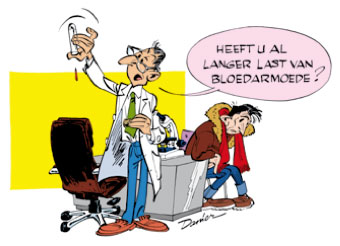 HEEFT U AL
LANGER LAST VAN
BLOEDARMOEDE?